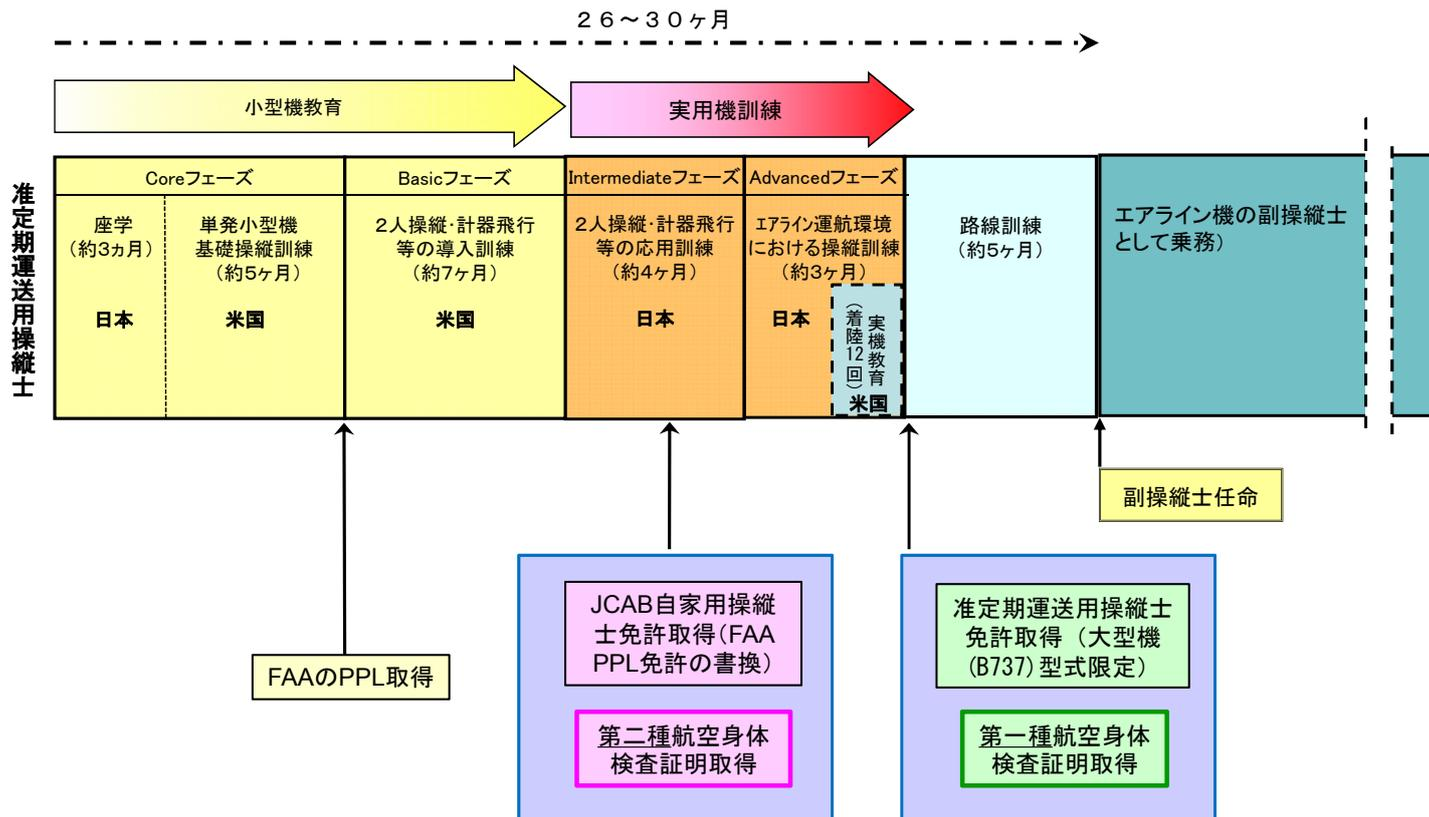 ２６～３０ヶ月
小型機教育
実用機訓練
准定期運送用操縦士
Coreフェーズ
Basicフェーズ
Intermediateフェーズ
Advancedフェーズ
座学
（約3ヵ月）
日本
単発小型機
基礎操縦訓練
（約5ヶ月）
米国
２人操縦・計器飛行
等の導入訓練
（約7ヶ月）
米国
２人操縦・計器飛行
等の応用訓練
（約4ヶ月）
日本
エアライン運航環境
における操縦訓練
（約3ヶ月）
日本
実機教育
（着陸12回）
米国
路線訓練
（約5ヶ月）
エアライン機の副操縦士
として乗務）
副操縦士任命
FAAのPPL取得
JCAB自家用操縦
士免許取得（FAA
PPL免許の書換）
第二種航空身体
検査証明取得
准定期運送用操縦士
免許取得（大型機
(B737)型式限定）
第一種航空身体
検査証明取得